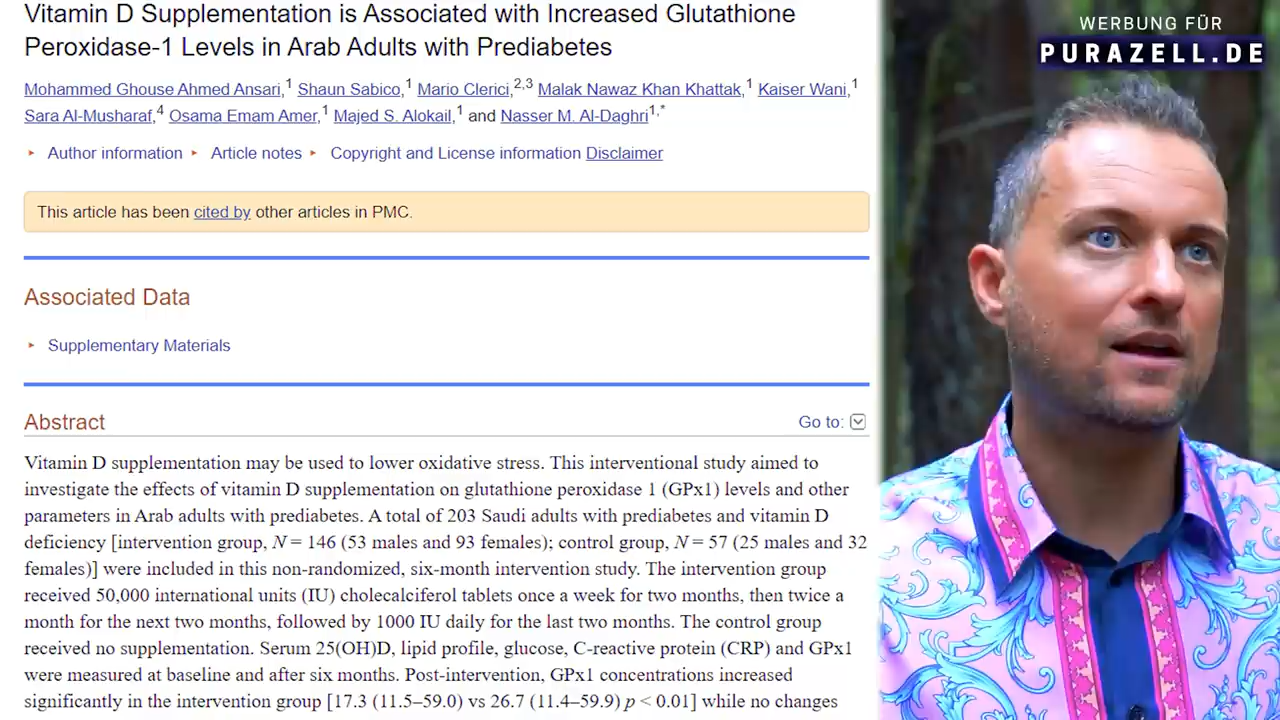 Vitamin D Supplementation is Associated with Increased Glutathione
Peroxidase-1 Levels in Arab Adults with Prediabetes
Mohammed Ghouse Ahmed Ansari,1 Shaun Sabico,1 Mario Clerici,2,3 Malak Nawaz Khan Khattak,1 Kaiser Wani,1
Sara Al-Musharaf,4 Osama Emam Amer,1 Majed S. Alokail,1 and Nasser M. Al-Daghri1,*
Author information Article notes Copyright and License information Disclaimer
This article has been cited by other articles in PMC.
Associated Data
Supplementary Materials
Abstract
Go to:
Vitamin D supplementation may be used to lower oxidative stress. This interventional study aimed to
investigate the effects of vitamin D supplementation on glutathione peroxidase 1 (GPx1) levels and other
parameters in Arab adults with prediabetes. A total of 203 Saudi adults with prediabetes and vitamin D
deficiency [intervention group, N = 146 (53 males and 93 females); control group, N = 57 (25 males and 32
females)] were included in this non-randomized, six-month intervention study. The intervention group
received 50,000 international units (IU) cholecalciferol tablets once a week for two months, then twice a
month for the next two months, followed by 1000 IU daily for the last two months. The control group
received no supplementation. Serum 25(OH)D, lipid profile, glucose, C-reactive protein (CRP) and GPx1
were measured at baseline and after six months. Post-intervention, GPx1 concentrations increased
significantly in the intervention group [17.3 (11.5–59.0) vs 26.7 (11.4–59.9) p < 0.01] while no changes
WERBUNG FÜR
PURAZELL.DE